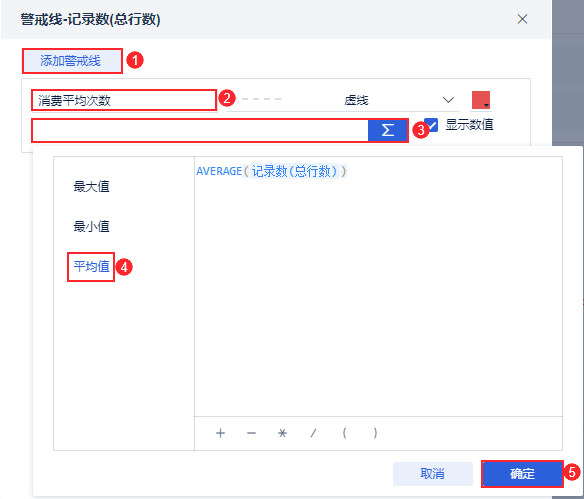 警戒线-记录数(总行数)
添加警戒线 1
消费平均次数 2 虚线
Σ 3 显示数值
最大值 AVERAGE(记录数(总行数))
最小值
平均值 4
+ − * / ( )
取消 确定 5